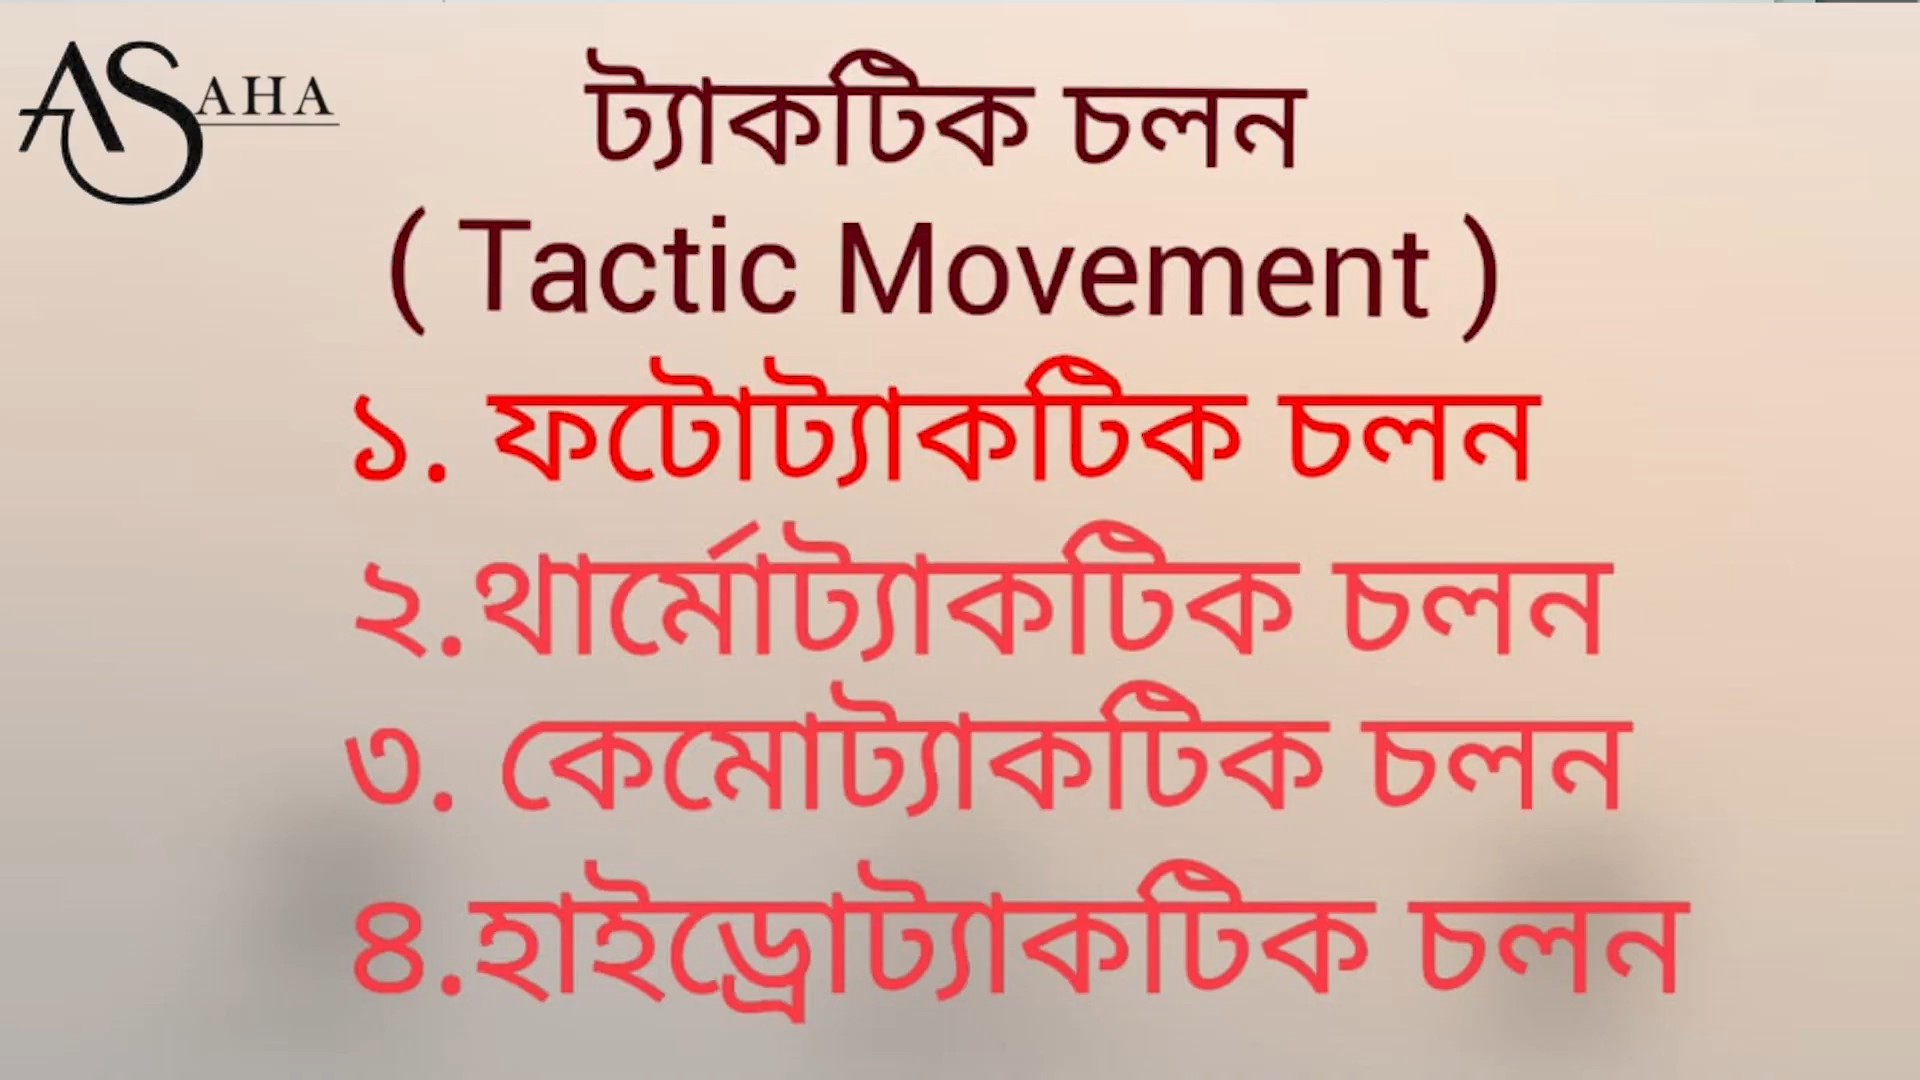 ASAHA
ট্যাকটিক চলন
( Tactic Movement )
১. ফটোট্যাকটিক চলন
২.থার্মোট্যাকটিক চলন
৩. কেমোট্যাকটিক চলন
৪.হাইড্রোট্যাকটিক চলন